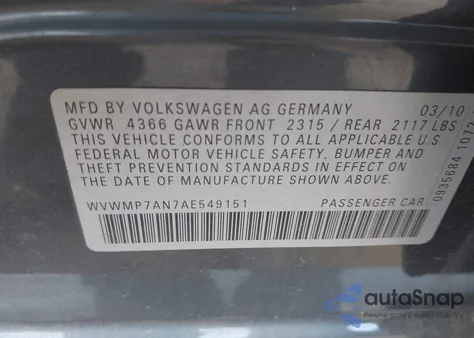 MFD BY VOLKSWAGEN AG GERMANY 03/10
GVWR 4366 GAWR FRONT 2315 / REAR 2117 LBS
THIS VEHICLE CONFORMS TO ALL APPLICABLE U.S
FEDERAL MOTOR VEHICLE SAFETY, BUMPER AND
THEFT PREVENTION STANDARDS IN EFFECT ON THE
DATE OF MANUFACTURE SHOWN ABOVE.
WVWMP7AN7AE549151 PASSENGER CAR
0936684 1072
autoSnap